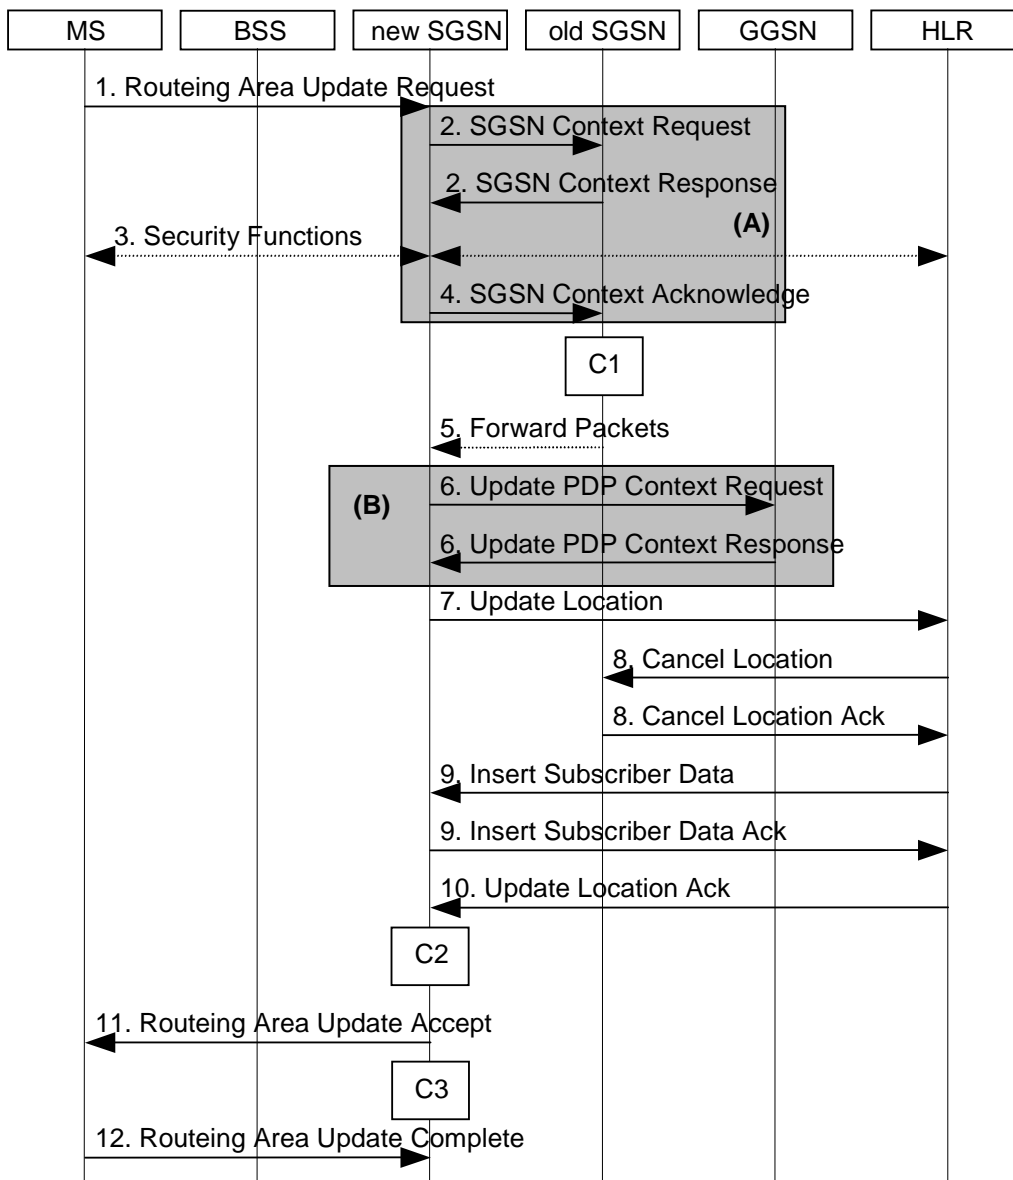 MS
BSS
new SGSN
old SGSN
GGSN
HLR
1. Routeing Area Update Request
2. SGSN Context Request
2. SGSN Context Response
(A)
3. Security Functions
4. SGSN Context Acknowledge
C1
5. Forward Packets
6. Update PDP Context Request
(B)
6. Update PDP Context Response
7. Update Location
8. Cancel Location
8. Cancel Location Ack
9. Insert Subscriber Data
9. Insert Subscriber Data Ack
10. Update Location Ack
C2
11. Routeing Area Update Accept
C3
12. Routeing Area Update Complete